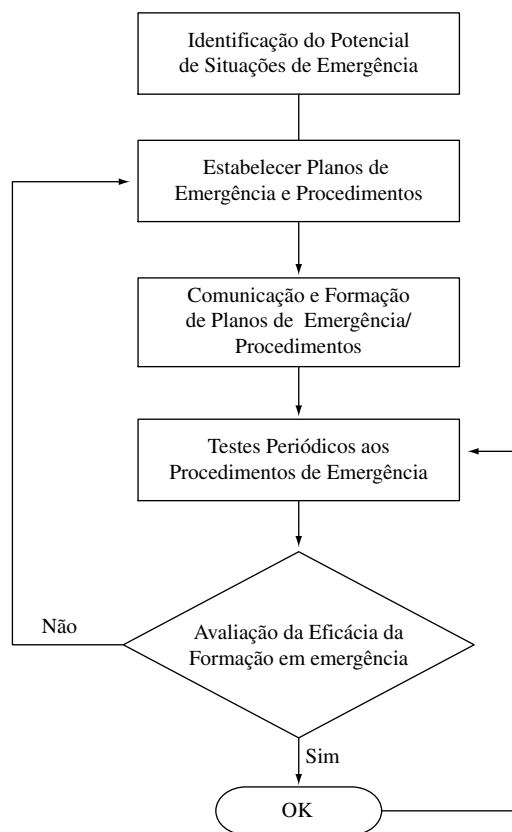 Identificação do Potencial
de Situações de Emergência
Estabelecer Planos de
Emergência e Procedimentos
Comunicação e Formação
de Planos de Emergência/
Procedimentos
Testes Periódicos aos
Procedimentos de Emergência
Não
Avaliação da Eficácia da
Formação em emergência
Sim
OK